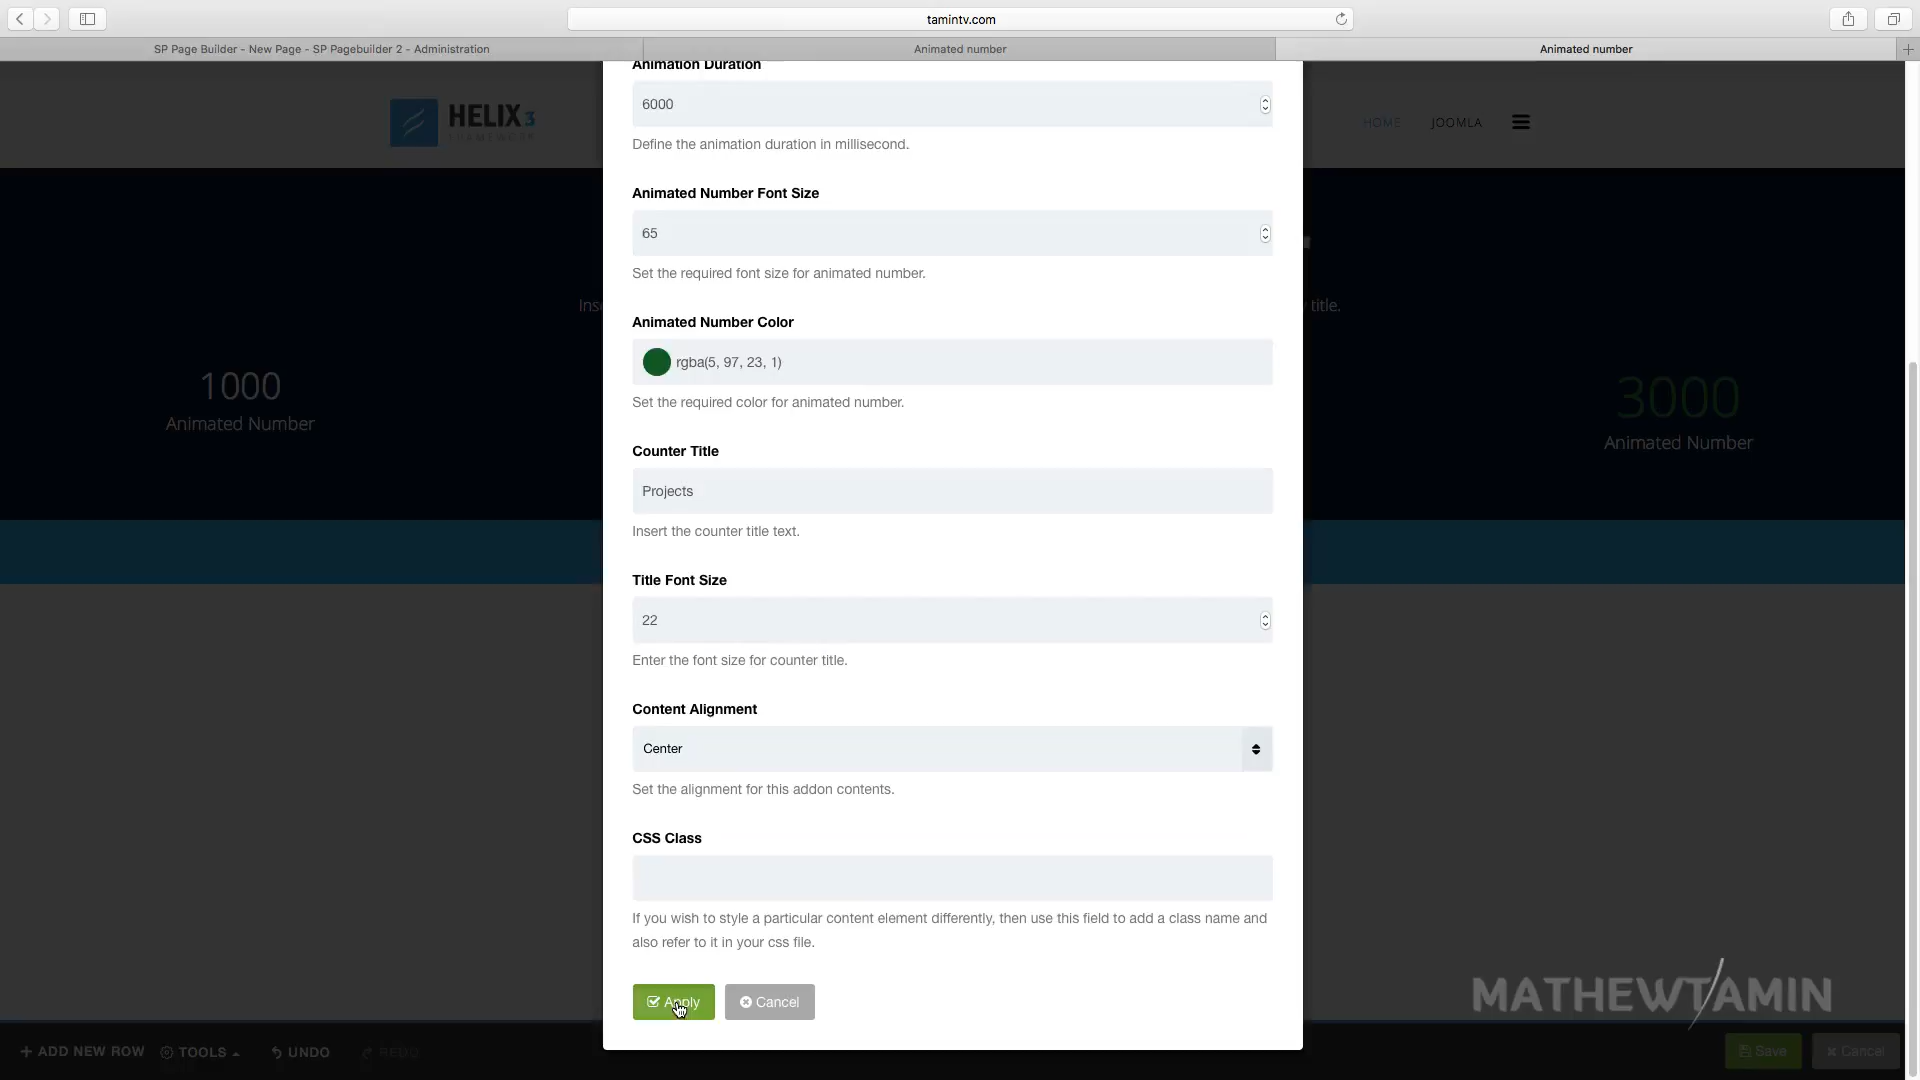 tamintv.com
SP Page Builder - New Page - SP Pagebuilder 2 - Administration
Animated number
Animated number
Animation Duration
6000
Define the animation duration in millisecond.
HELIX3
FRAMEWORK
HOME
JOOMLA
Animated Number Font Size
65
Set the required font size for animated number.
Ins
title.
Animated Number Color
rgba(5, 97, 23, 1)
Set the required color for animated number.
1000
Animated Number
3000
Animated Number
Counter Title
Projects
Insert the counter title text.
Title Font Size
22
Enter the font size for counter title.
Content Alignment
Center
Set the alignment for this addon contents.
CSS Class
If you wish to style a particular content element differently, then use this field to add a class name and
also refer to it in your css file.
Apply
Cancel
MATHEWTAMIN
ADD NEW ROW
TOOLS
UNDO
REDO
Save
Cancel